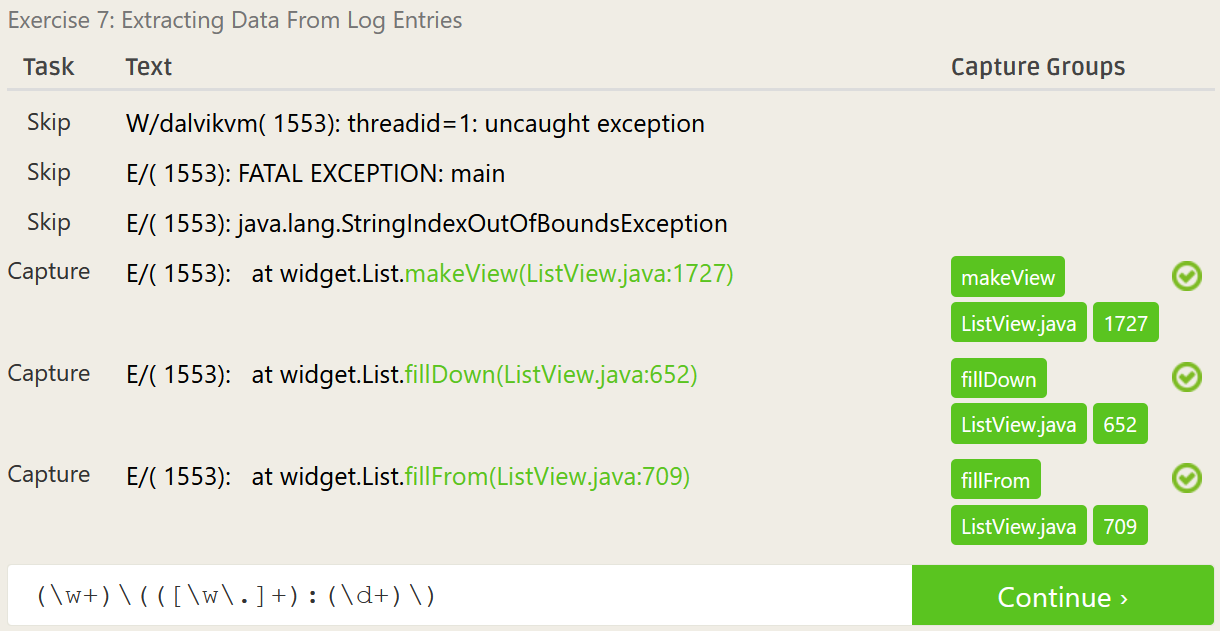 Exercise 7: Extracting Data From Log Entries
Task Text Capture Groups
Skip W/dalvikvm( 1553): threadid=1: uncaught exception
Skip E/( 1553): FATAL EXCEPTION: main
Skip E/( 1553): java.lang.StringIndexOutOfBoundsException
Capture E/( 1553):   at widget.List.makeView(ListView.java:1727) makeView
ListView.java 1727
Capture E/( 1553):   at widget.List.fillDown(ListView.java:652) fillDown
ListView.java 652
Capture E/( 1553):   at widget.List.fillFrom(ListView.java:709) fillFrom
ListView.java 709
(\w+)\(([\w\.]+):(\d+)\) Continue ›